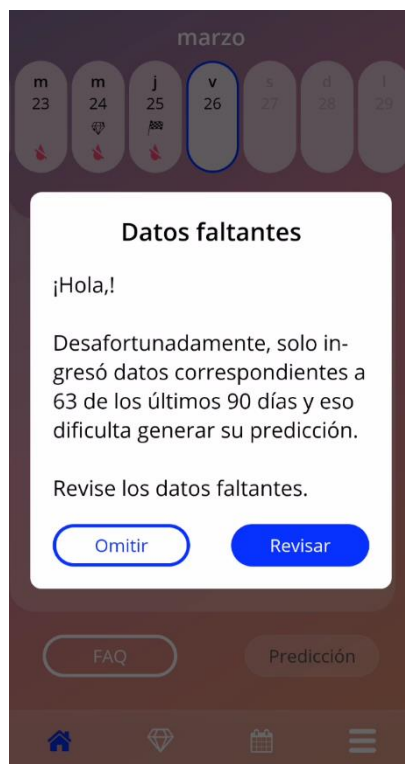 marzo
m m j v s d l
23 24 25 26 27 28 29
Datos faltantes
¡Hola,!
Desafortunadamente, solo in-
gresó datos correspondientes a
63 de los últimos 90 días y eso
dificulta generar su predicción.
Revise los datos faltantes.
Omitir Revisar
FAQ Predicción